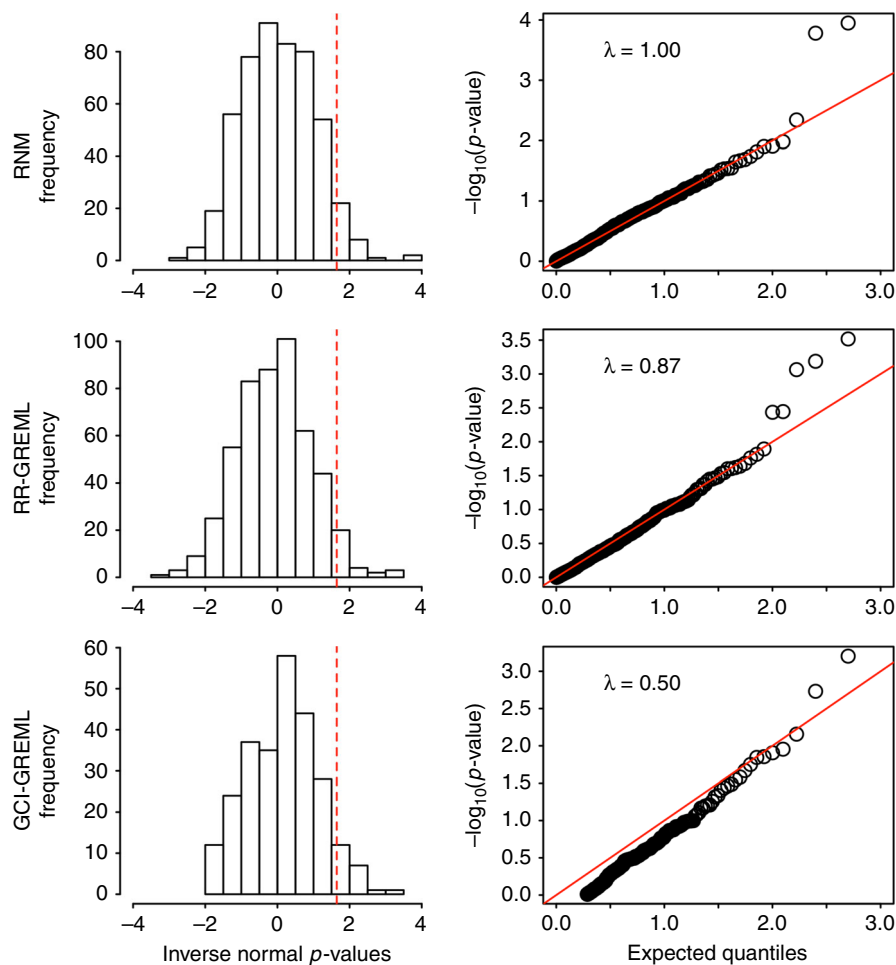 RNM
frequency
80
60
40
20
0
–4 –2 0 2 4
–log10(p-value)
4
3
2
1
0
λ = 1.00
0.0 1.0 2.0 3.0
RR-GREML
frequency
100
80
60
40
20
0
–4 –2 0 2 4
–log10(p-value)
3.5
3.0
2.5
2.0
1.5
1.0
0.5
0.0
λ = 0.87
0.0 1.0 2.0 3.0
GCI-GREML
frequency
60
50
40
30
20
10
0
–4 –2 0 2 4
Inverse normal p-values
–log10(p-value)
3.0
2.5
2.0
1.5
1.0
0.5
0.0
λ = 0.50
0.0 1.0 2.0 3.0
Expected quantiles